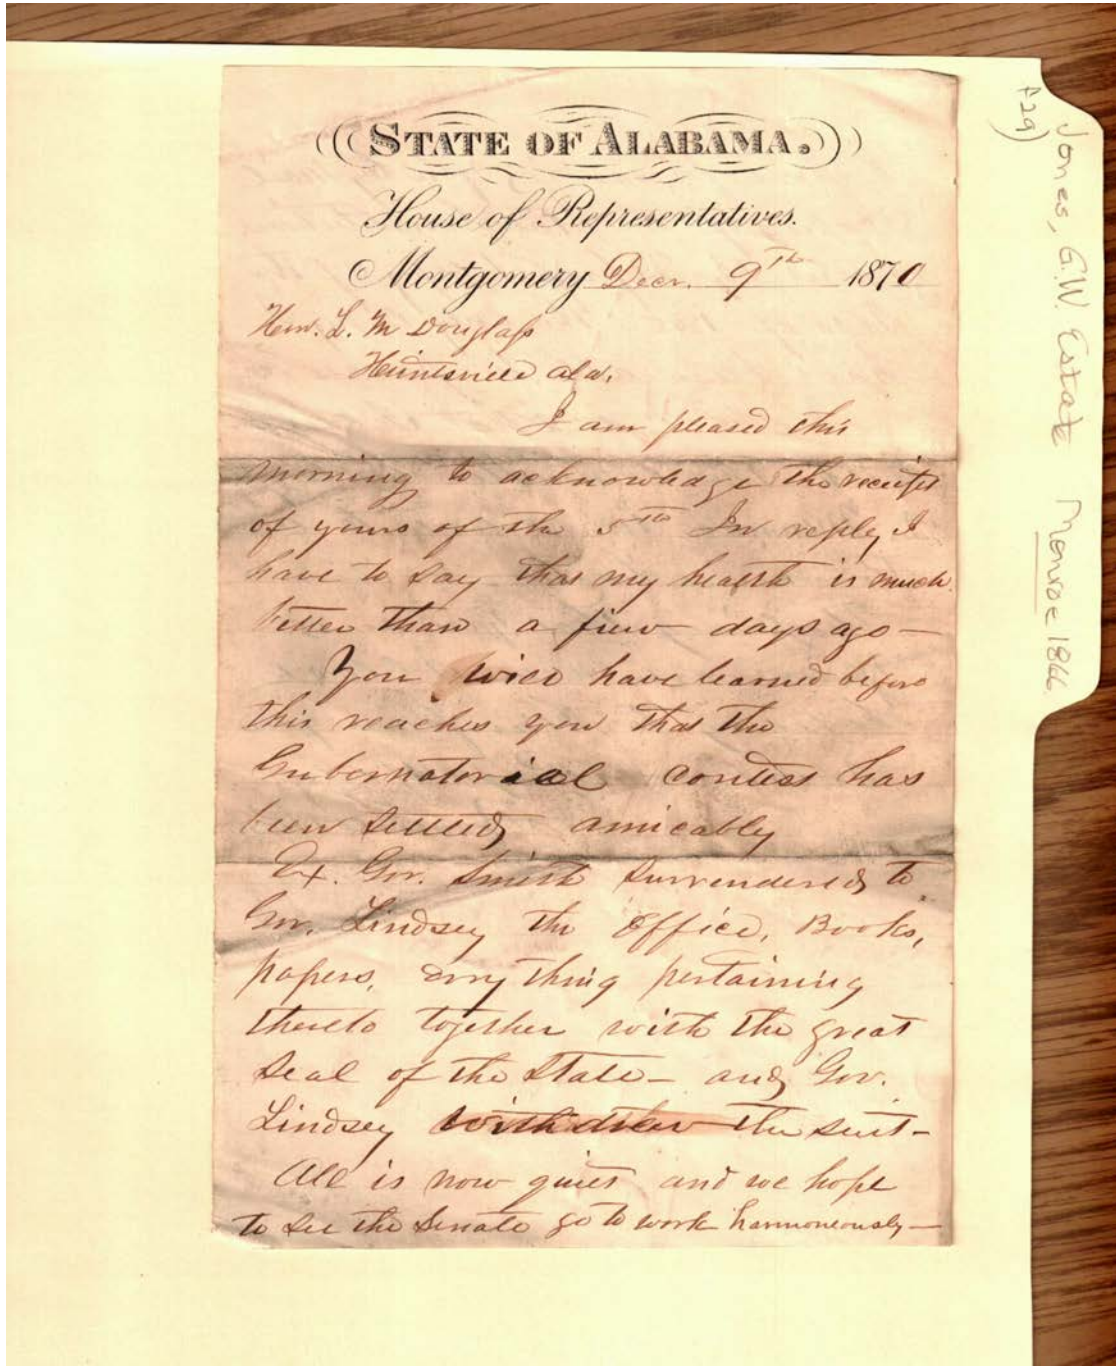 STATE OF ALABAMA.
House of Representatives.
Montgomery Decr. 9th 1870
Hon. L. M Douglass
Huntsville Ala.
I am pleased this
morning to acknowledge the receipt
of yours of the 5th In reply, I
have to say that my health is much
better than a few days ago—
You will have learned before
this reaches you that the
Gubernatorial contest has
been settled amicably
Ex. Gov. Smith surrendered to
Gov. Lindsey the Office, Books,
papers, & every thing pertaining
thereto together with the great
Seal of the State— and Gov.
Lindsey withdrew the suit—
All is now quiet and we hope
to see the Senate go to work harmoneously—
Jones, G.W. Estate Monroe 1866
F29)